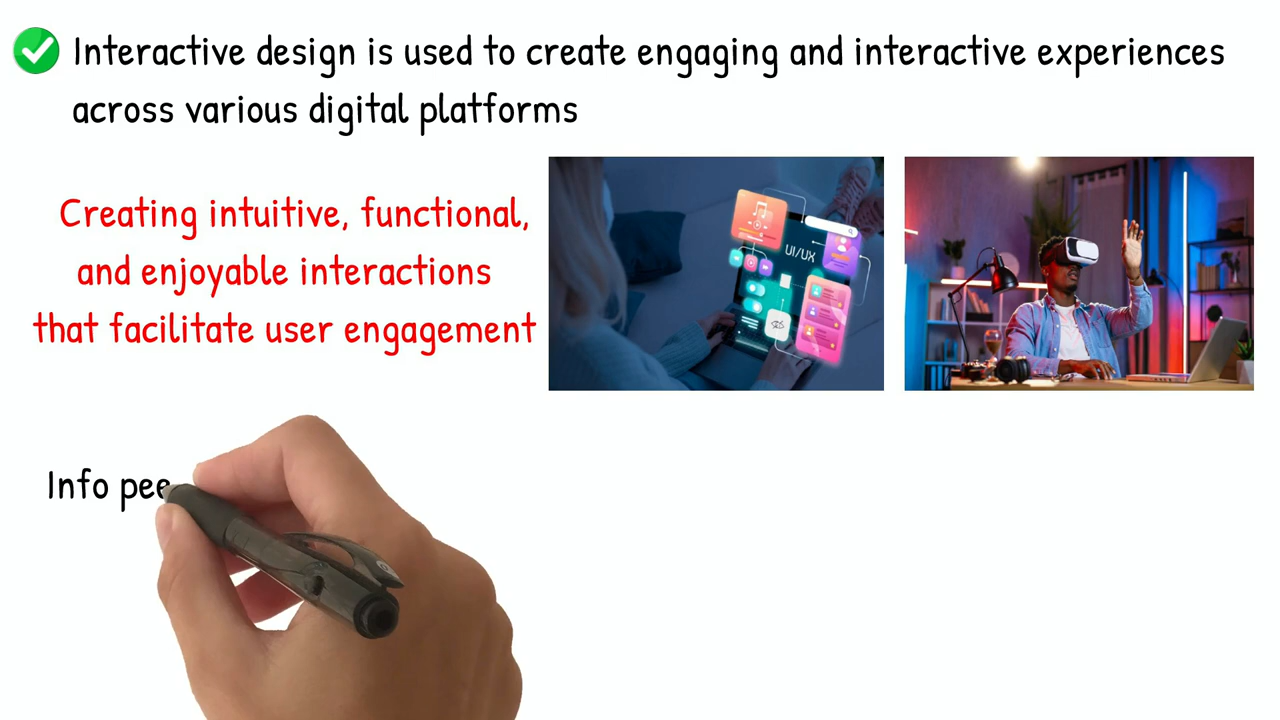 Interactive design is used to create engaging and interactive experiences
across various digital platforms
Creating intuitive, functional,
and enjoyable interactions
that facilitate user engagement
UI/UX
Info pee